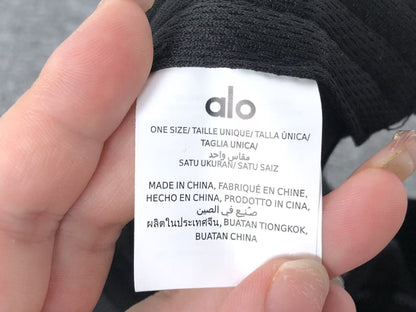 alo
ONE SIZE/ TAILLE UNIQUE/ TALLA ÚNICA/
TAGLIA UNICA/
مقاس واحد
SATU UKURAN/ SATU SAIZ
MADE IN CHINA, FABRIQUÉ EN CHINE,
HECHO EN CHINA, PRODOTTO IN CINA,
صُنِع في الصين
ผลิตในประเทศจีน, BUATAN TIONGKOK,
BUATAN CHINA